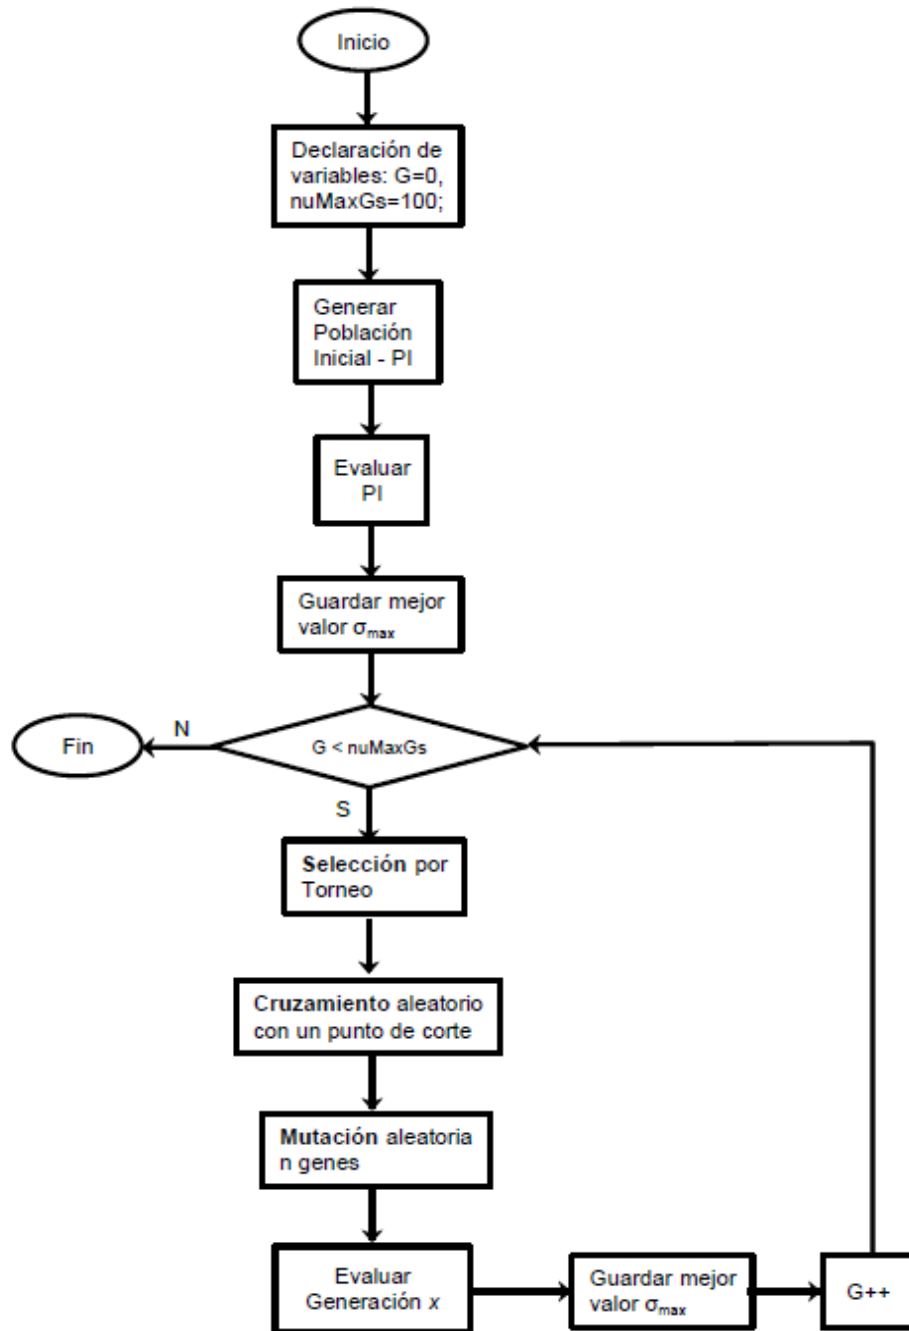 Inicio
Declaración de
variables: G=0,
nuMaxGs=100;
Generar
Población
Inicial - PI
Evaluar
PI
Guardar mejor
valor σmax
Fin
N
G < nuMaxGs
S
Selección por
Torneo
Cruzamiento aleatorio
con un punto de corte
Mutación aleatoria
n genes
Evaluar
Generación x
Guardar mejor
valor σmax
G++